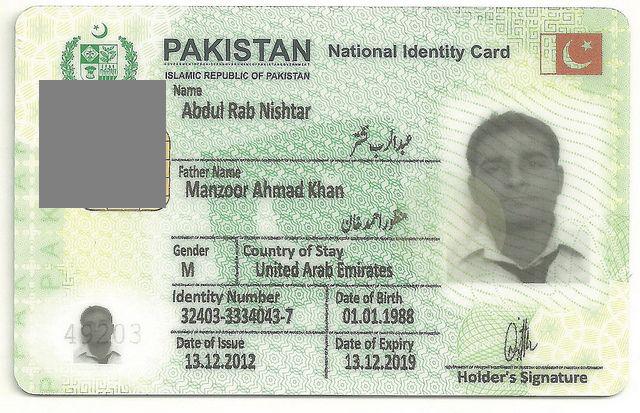 PAKISTAN National Identity Card
ISLAMIC REPUBLIC OF PAKISTAN
Name
Abdul Rab Nishtar
عبدالرب نشتر
Father Name
Manzoor Ahmad Khan
منظور احمد خان
Gender Country of Stay
M United Arab Emirates
Identity Number Date of Birth
32403-3334043-7 01.01.1988
49203
Date of Issue Date of Expiry
13.12.2012 13.12.2019
Holder's Signature